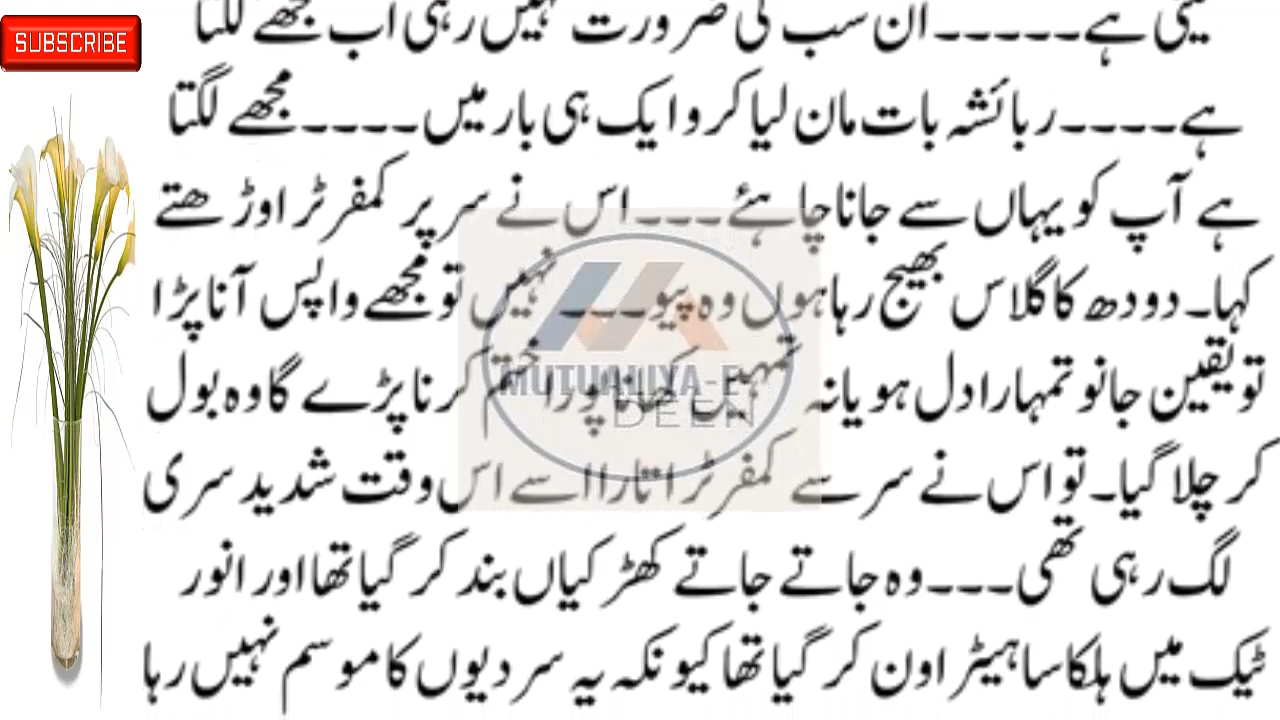 SUBSCRIBE
ہے۔۔۔۔۔ ان سب کی ضرورت نہیں رہی اب مجھے لگتا
ہے۔۔۔۔ ربائشہ بات مان لیا کرو ایک ہی بار میں۔۔۔۔ مجھے لگتا
ہے آپ کو یہاں سے جانا چاہئے۔۔۔ اس نے سر پر کمفرٹر اوڑھتے
کہا۔ دودھ کا گلاس بھیج رہا ہوں وہ پیو۔۔۔ نہیں تو مجھے واپس آنا پڑا
تو یقین جانو تمہارا دل ہو یا نہ تمہیں کھانا پورا ختم کرنا پڑے گا وہ بول
کر چلا گیا۔ تو اس نے سر سے کمفرٹر اتارا اسے اس وقت شدید سری
لگ رہی تھی۔۔۔ وہ جاتے جاتے کھڑکیاں بند کر گیا تھا اور انور
ٹیک میں ہلکا سا ہیٹر اون کر گیا تھا کیونکہ یہ سردیوں کا موسم نہیں رہا
MUTUALIYA-E-
DEEN